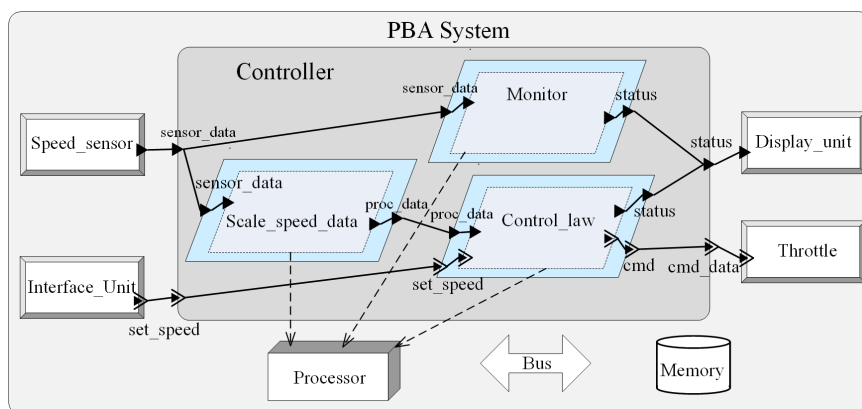 PBA System
Controller
sensor_data
Monitor
status
Speed_sensor
sensor_data
status
Display_unit
sensor_data
proc_data
proc_data
Control_law
Scale_speed_data
status
Throttle
cmd
cmd_data
Interface_Unit
set_speed
set_speed
Processor
Bus
Memory